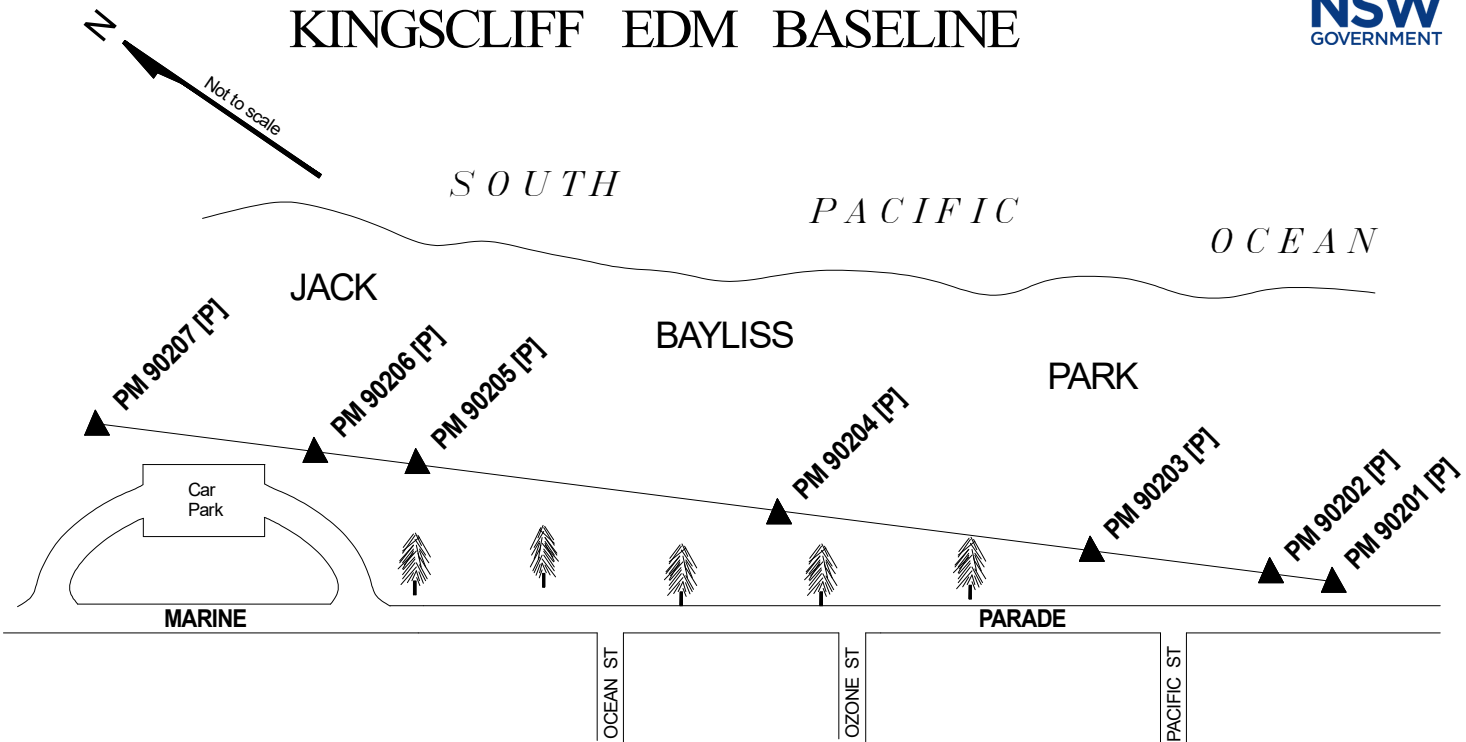 KINGSCLIFF EDM BASELINE
NSW
GOVERNMENT
N
Not to scale
SOUTH
PACIFIC
OCEAN
JACK
BAYLISS
PARK
PM 90207 [P]
PM 90206 [P]
PM 90205 [P]
PM 90204 [P]
PM 90203 [P]
PM 90202 [P]
PM 90201 [P]
Car
Park
MARINE
PARADE
OCEAN ST
OZONE ST
PACIFIC ST